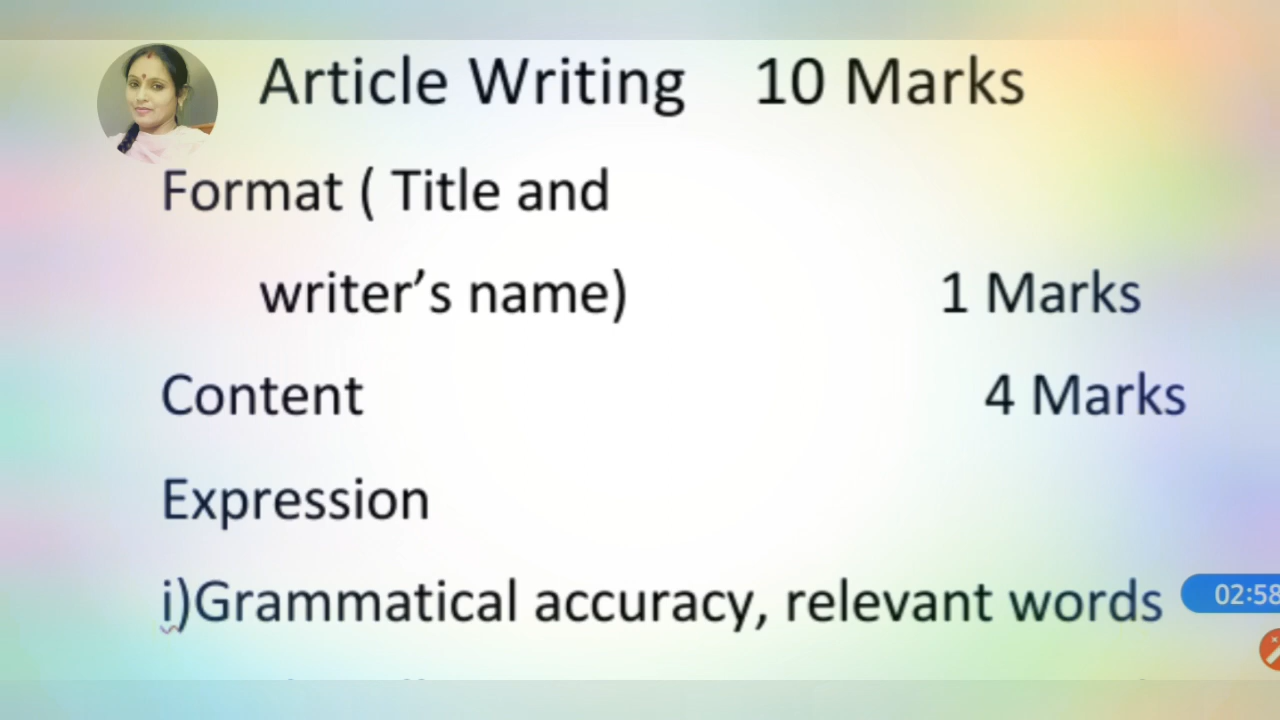 Article Writing 10 Marks
Format ( Title and
writer’s name) 1 Marks
Content 4 Marks
Expression
i)Grammatical accuracy, relevant words
02:58